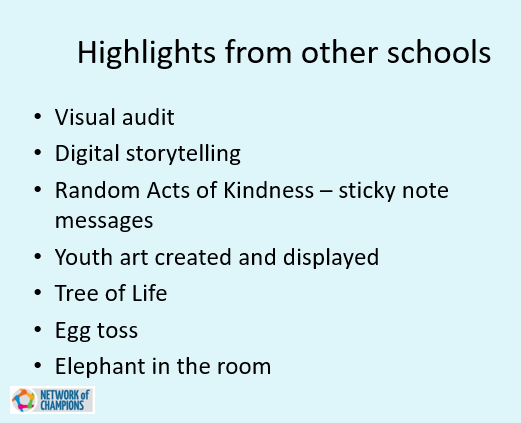 Highlights from other schools
• Visual audit
• Digital storytelling
• Random Acts of Kindness – sticky note
messages
• Youth art created and displayed
• Tree of Life
• Egg toss
• Elephant in the room
NETWORK of
CHAMPIONS